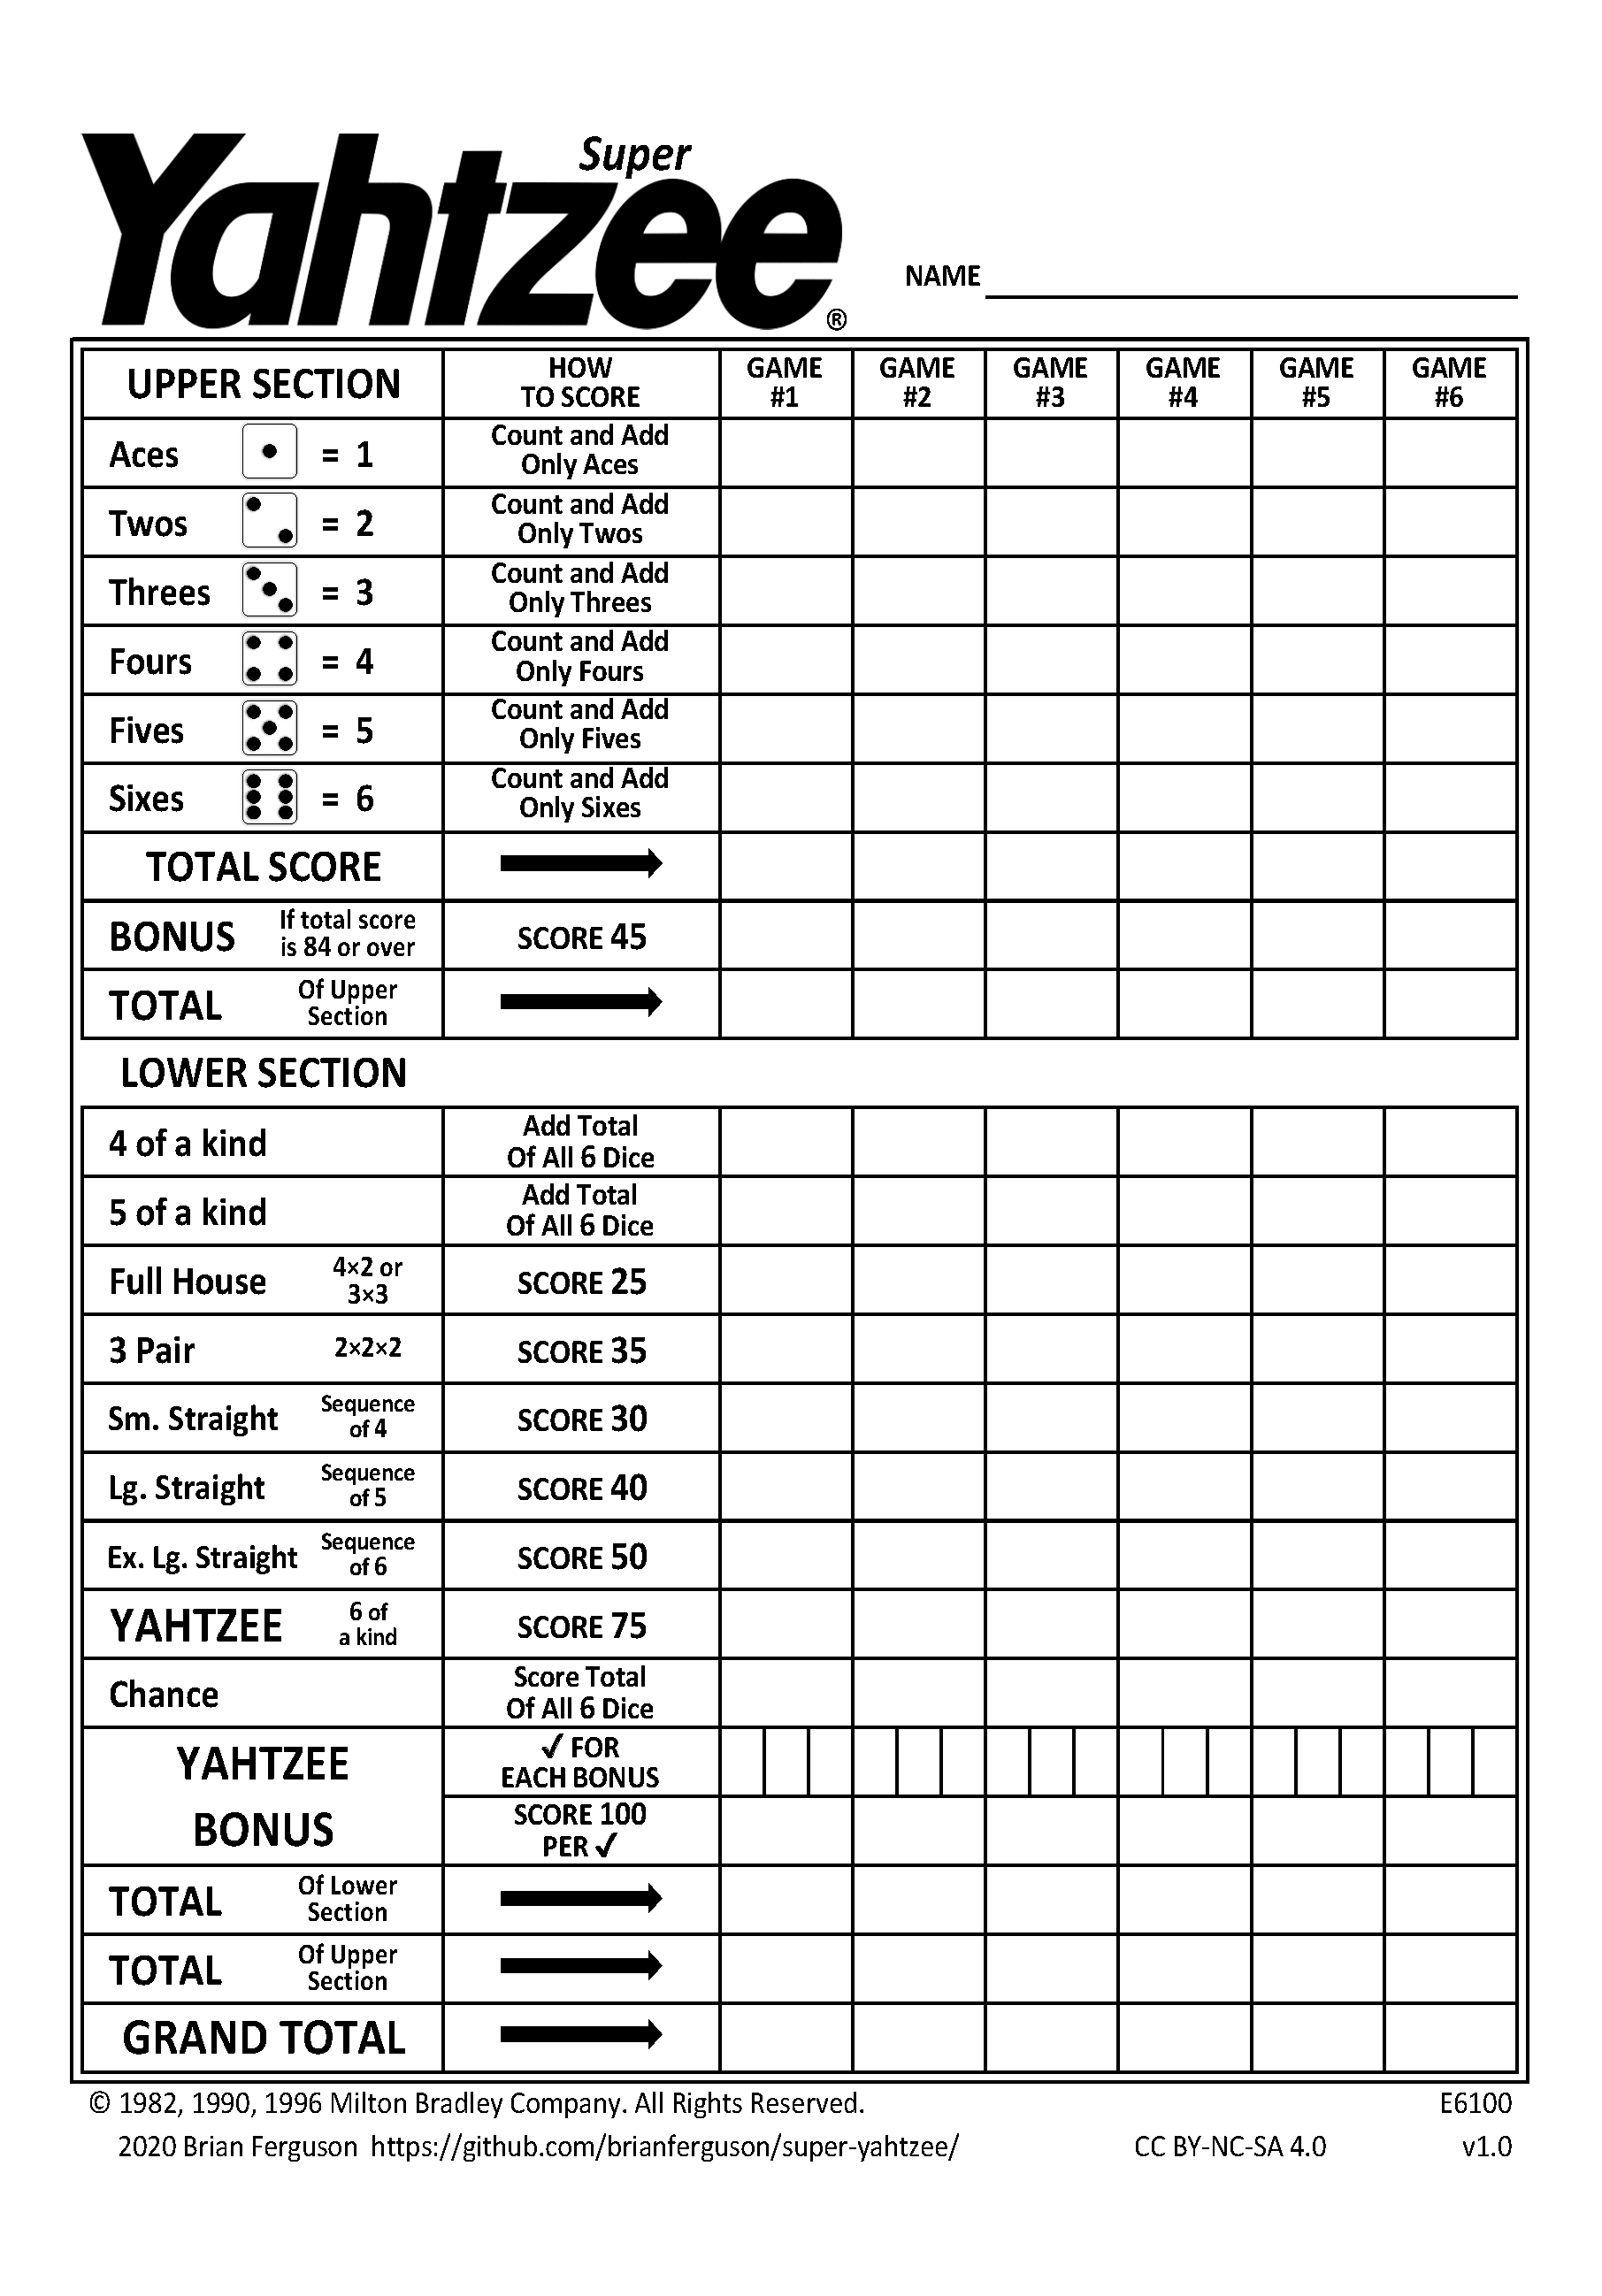 Super
Yahtzee®
NAME
UPPER SECTION HOW TO SCORE GAME #1 GAME #2 GAME #3 GAME #4 GAME #5 GAME #6
Aces = 1 Count and Add Only Aces
Twos = 2 Count and Add Only Twos
Threes = 3 Count and Add Only Threes
Fours = 4 Count and Add Only Fours
Fives = 5 Count and Add Only Fives
Sixes = 6 Count and Add Only Sixes
TOTAL SCORE
BONUS If total score is 84 or over SCORE 45
TOTAL Of Upper Section
LOWER SECTION
4 of a kind Add Total Of All 6 Dice
5 of a kind Add Total Of All 6 Dice
Full House 4×2 or 3×3 SCORE 25
3 Pair 2×2×2 SCORE 35
Sm. Straight Sequence of 4 SCORE 30
Lg. Straight Sequence of 5 SCORE 40
Ex. Lg. Straight Sequence of 6 SCORE 50
YAHTZEE 6 of a kind SCORE 75
Chance Score Total Of All 6 Dice
YAHTZEE BONUS ✓ FOR EACH BONUS
SCORE 100 PER ✓
TOTAL Of Lower Section
TOTAL Of Upper Section
GRAND TOTAL
© 1982, 1990, 1996 Milton Bradley Company. All Rights Reserved. E6100
2020 Brian Ferguson https://github.com/brianferguson/super-yahtzee/ CC BY-NC-SA 4.0 v1.0